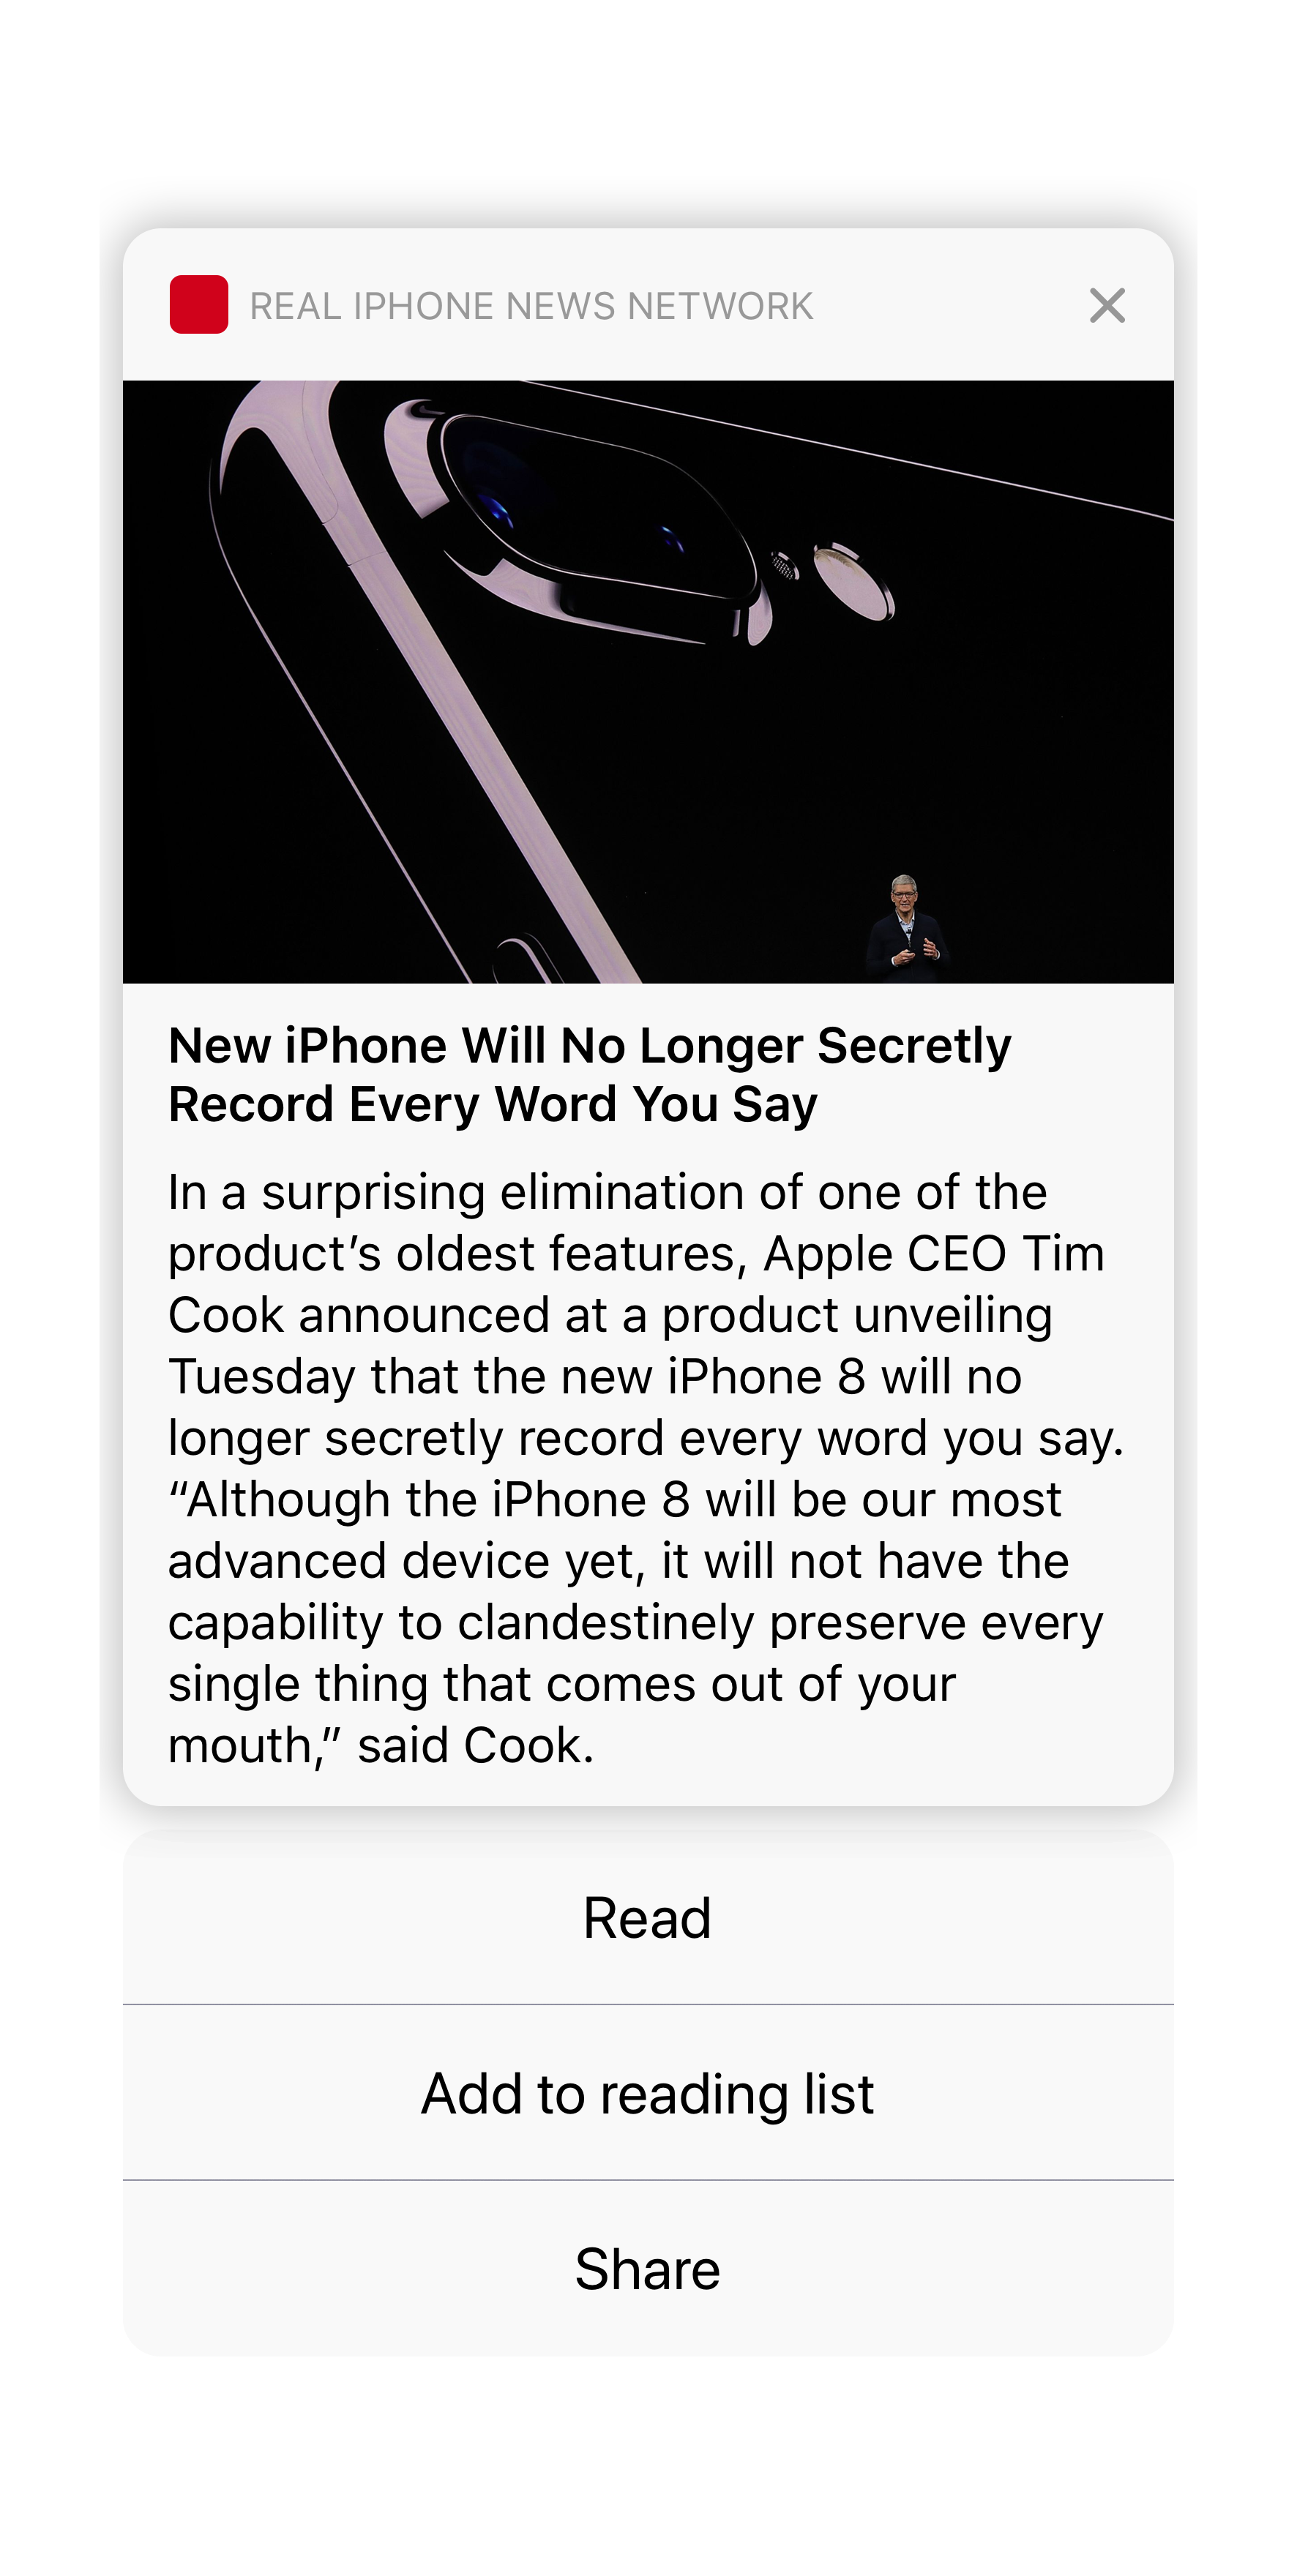 REAL IPHONE NEWS NETWORK
New iPhone Will No Longer Secretly
Record Every Word You Say
In a surprising elimination of one of the
product’s oldest features, Apple CEO Tim
Cook announced at a product unveiling
Tuesday that the new iPhone 8 will no
longer secretly record every word you say.
“Although the iPhone 8 will be our most
advanced device yet, it will not have the
capability to clandestinely preserve every
single thing that comes out of your
mouth,” said Cook.
Read
Add to reading list
Share